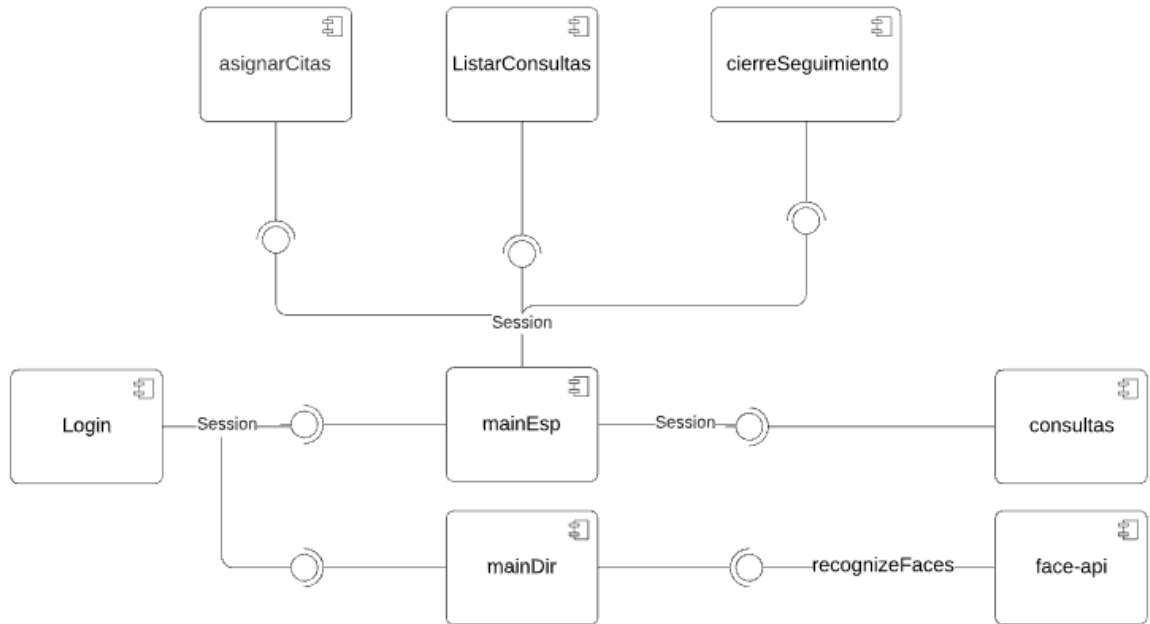 asignarCitas
ListarConsultas
cierreSeguimiento
Session
Login
Session
mainEsp
Session
consultas
mainDir
recognizeFaces
face-api